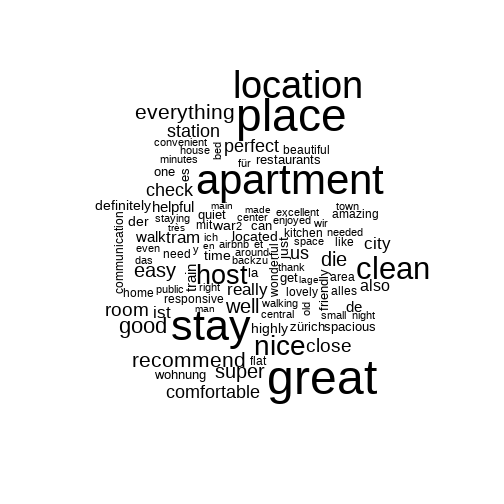 location
everything place
station
convenient bed perfect beautiful
house
minutes für restaurants
one es apartment
check
definitely helpful main made excellent town
der staying quiet center enjoyed wir amazing
communication très mit war2 can
walk tram ich located kitchen needed
even en airbnb et just space like city
das need y time around wonderful us die
easy train host la backzu thank area clean
home public right really get lage friendly also
responsive lovely alles
room ist man well walking old de
good stay central small night
highly zürich spacious
nice close
recommend flat
wohnung super great
comfortable